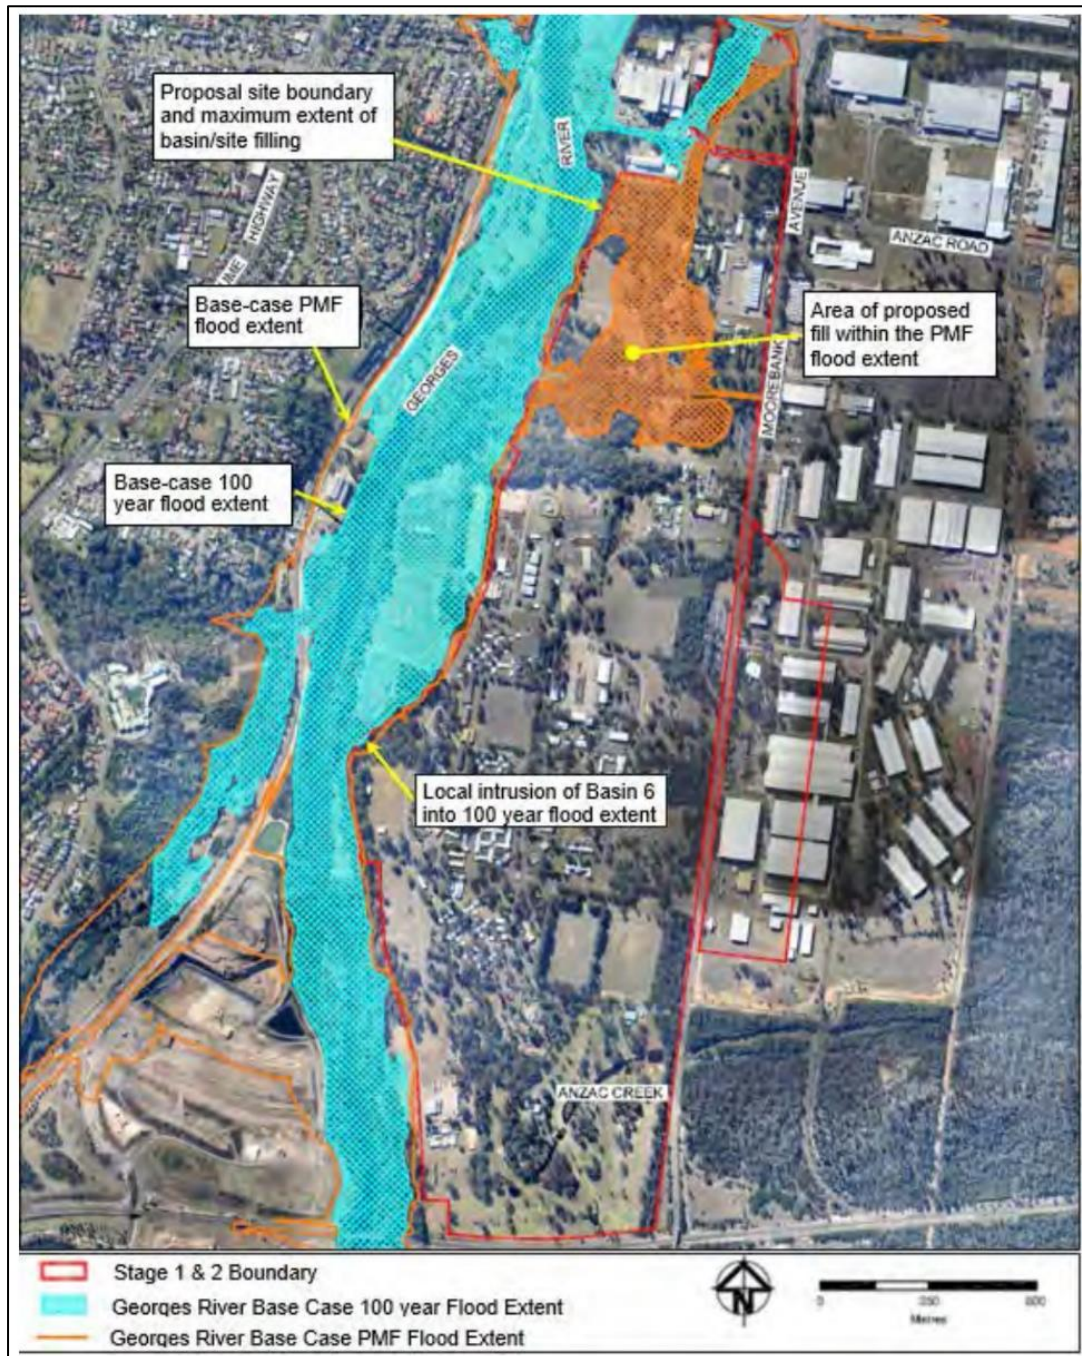 Proposal site boundary
and maximum extent of
basin/site filling
RIVER
HIGHWAY
AVENUE
ANZAC ROAD
Base-case PMF
flood extent
Area of proposed
fill within the PMF
flood extent
GEORGES
MOOREBANK
Base-case 100
year flood extent
Local intrusion of Basin 6
into 100 year flood extent
ANZAC CREEK
Stage 1 & 2 Boundary
Georges River Base Case 100 year Flood Extent
Georges River Base Case PMF Flood Extent
N
0
Metres